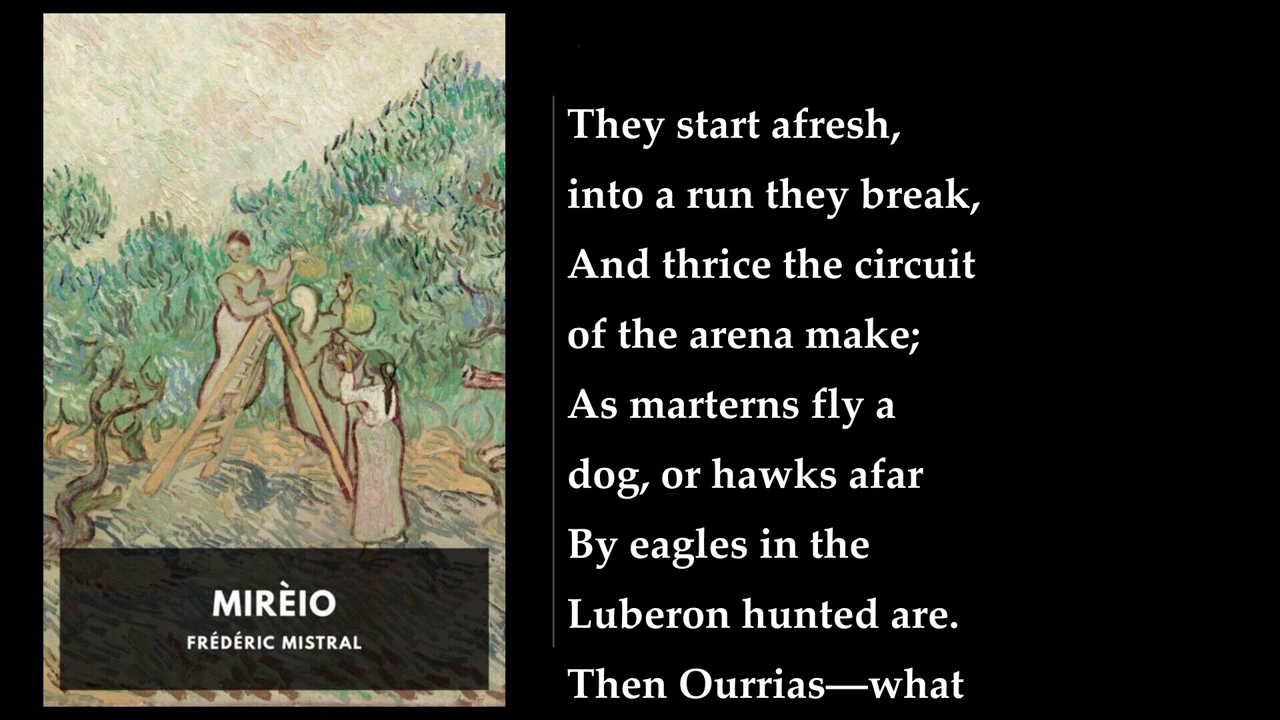 MIRÈIO
FRÉDÉRIC MISTRAL
They start afresh,
into a run they break,
And thrice the circuit
of the arena make;
As marterns fly a
dog, or hawks afar
By eagles in the
Luberon hunted are.
Then Ourrias—what